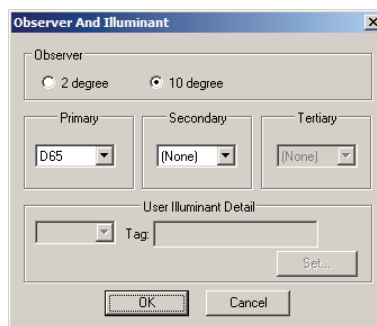 Observer And Illuminant
Observer
2 degree 10 degree
Primary Secondary Tertiary
D65 (None) (None)
User Illuminant Detail
Tag:
Set...
OK Cancel